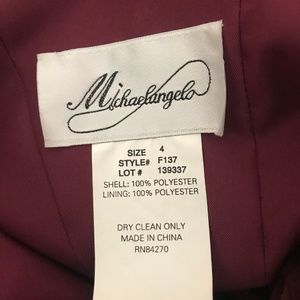 Michaelangelo
SIZE 4
STYLE# F137
LOT # 139337
SHELL: 100% POLYESTER
LINING: 100% POLYESTER
DRY CLEAN ONLY
MADE IN CHINA
RN84270